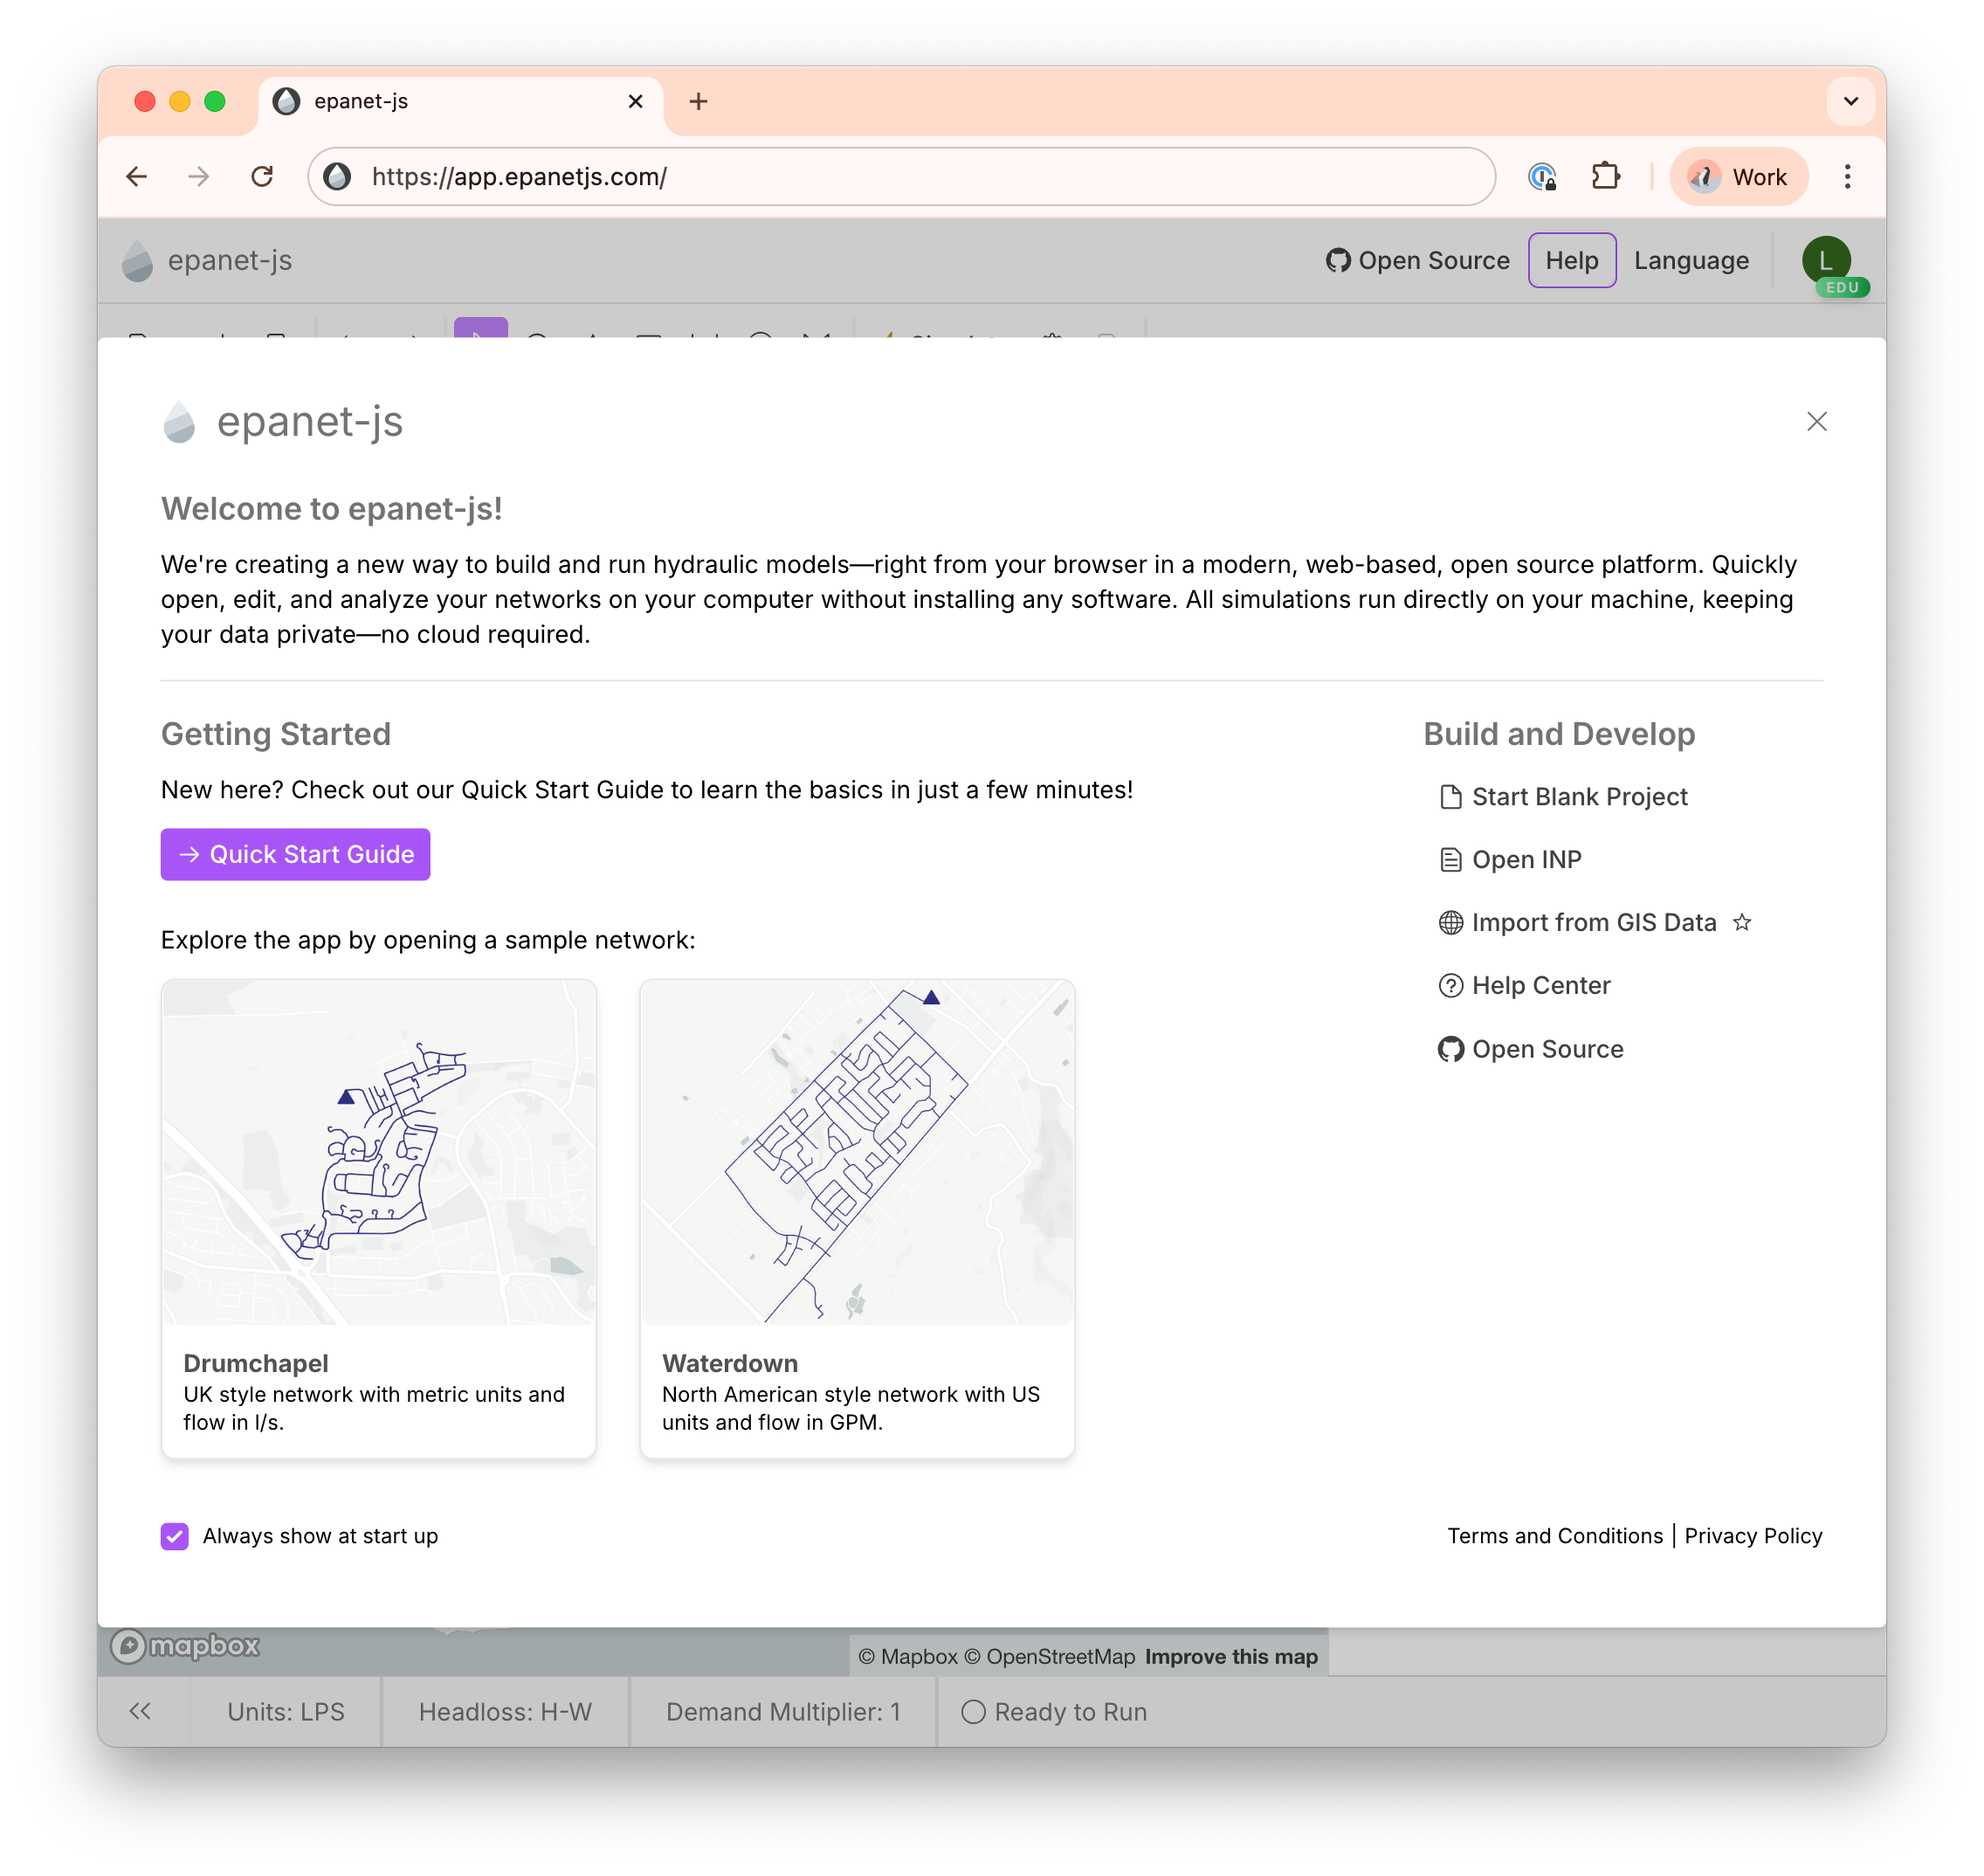 epanet-js
https://app.epanetjs.com/
Work
epanet-js
Open Source
Help
Language
L
EDU
epanet-js
Welcome to epanet-js!
We're creating a new way to build and run hydraulic models—right from your browser in a modern, web-based, open source platform. Quickly
open, edit, and analyze your networks on your computer without installing any software. All simulations run directly on your machine, keeping
your data private—no cloud required.
Getting Started
New here? Check out our Quick Start Guide to learn the basics in just a few minutes!
→ Quick Start Guide
Explore the app by opening a sample network:
Drumchapel
UK style network with metric units and
flow in l/s.
Waterdown
North American style network with US
units and flow in GPM.
Build and Develop
Start Blank Project
Open INP
Import from GIS Data
Help Center
Open Source
Always show at start up
Terms and Conditions | Privacy Policy
mapbox
© Mapbox © OpenStreetMap Improve this map
Units: LPS
Headloss: H-W
Demand Multiplier: 1
Ready to Run